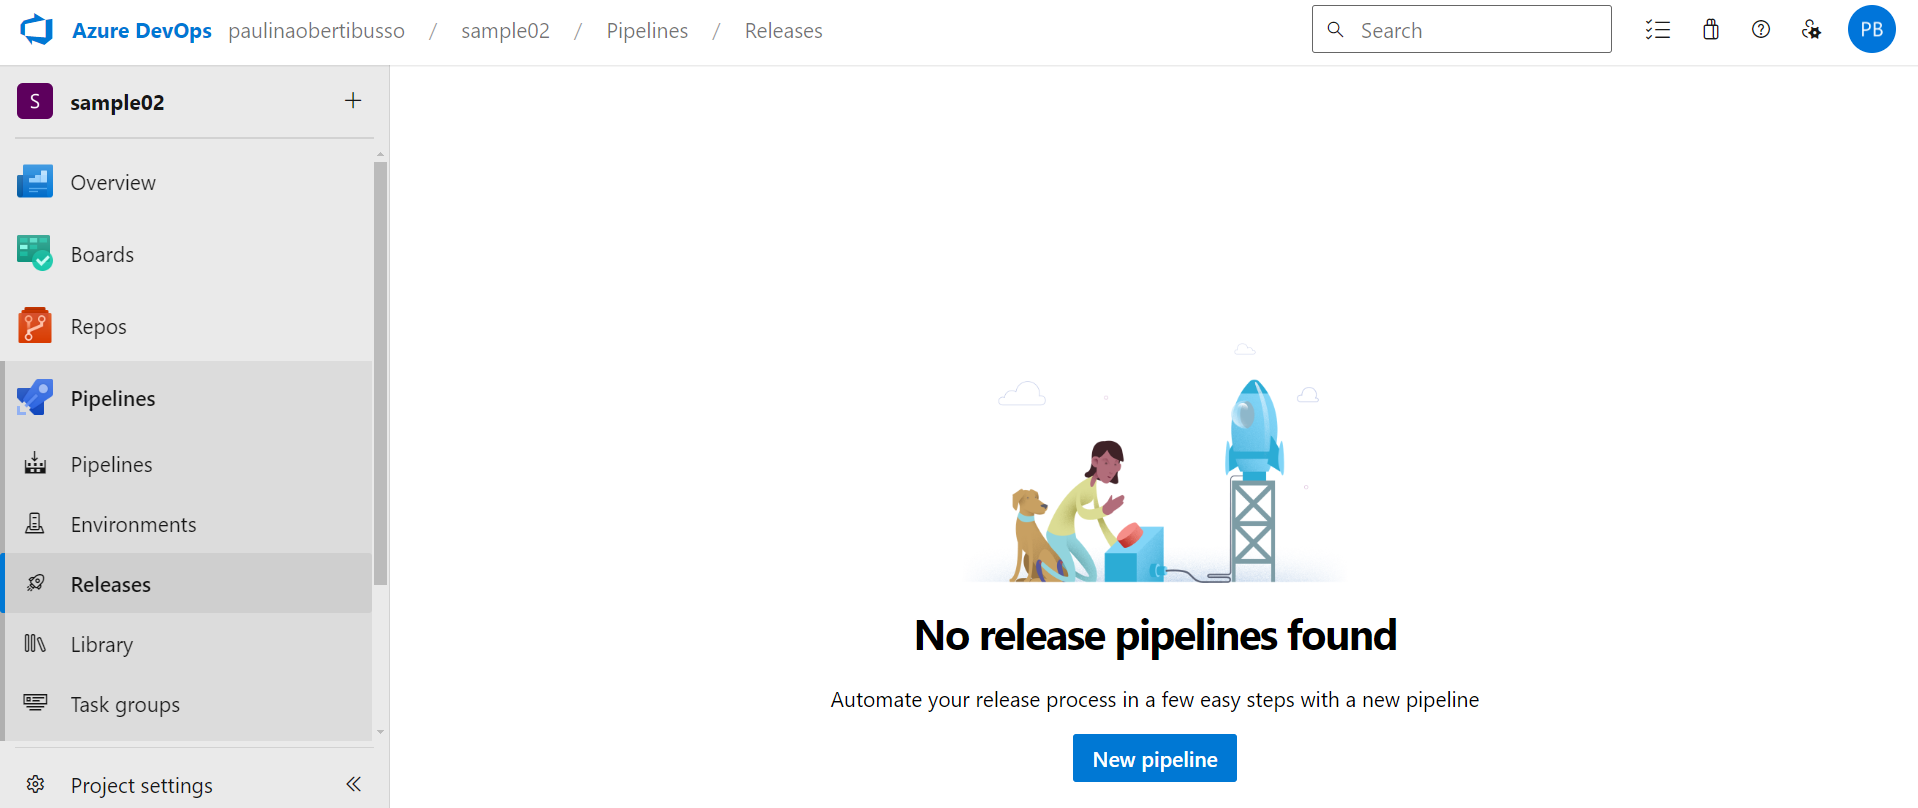 Azure DevOps paulinaobertibusso / sample02 / Pipelines / Releases
Search
PB
S sample02
Overview
Boards
Repos
Pipelines
Pipelines
Environments
Releases
Library
Task groups
Project settings
No release pipelines found
Automate your release process in a few easy steps with a new pipeline
New pipeline